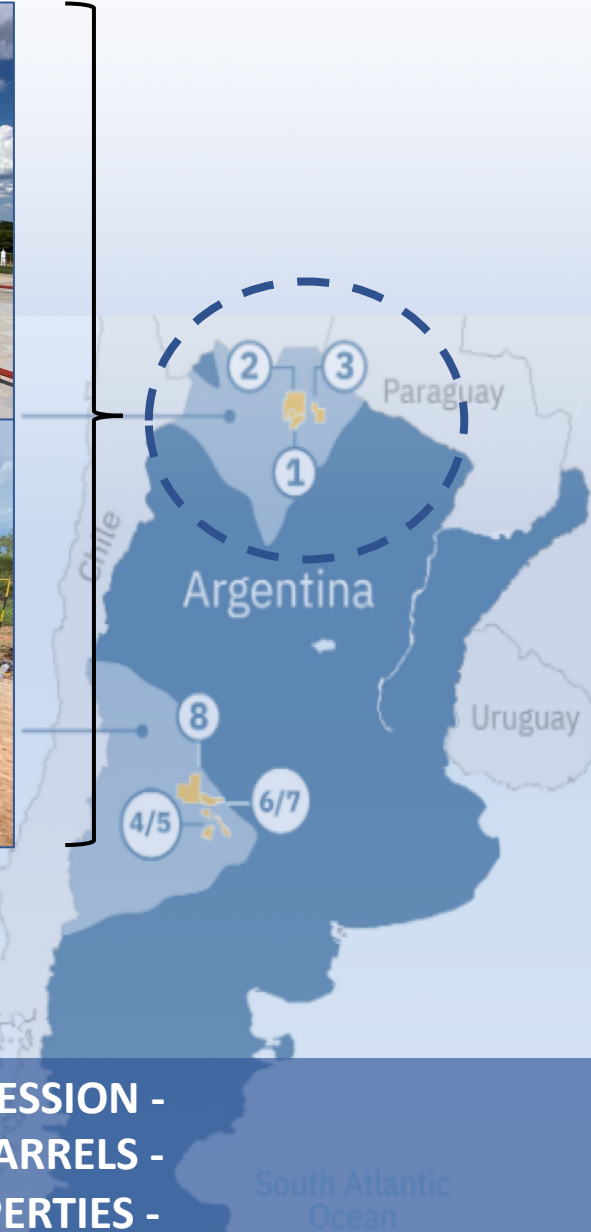 2
3
Paraguay
1
Chile
Argentina
8
Uruguay
6/7
4/5
ESSION -
ARRELS -
PERTIES -
South Atlantic
Ocean